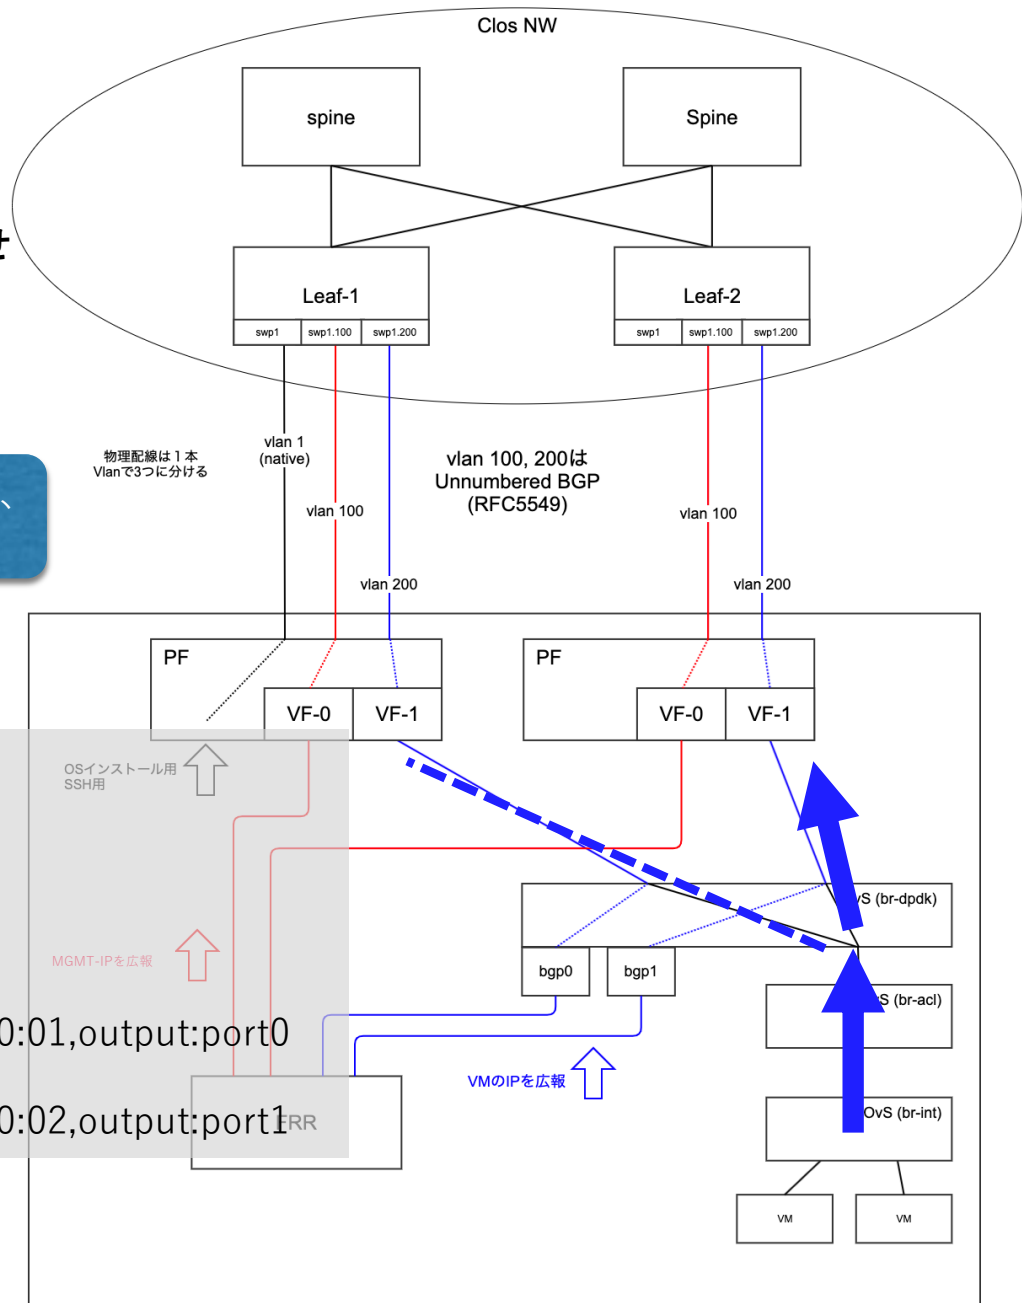 Clos NW
spine
Spine
せ
Leaf-1
Leaf-2
swp1
swp1.100
swp1.200
swp1
swp1.100
swp1.200
物理配線は１本
Vlanで3つに分ける
vlan 1
(native)
vlan 100, 200は
Unnumbered BGP
(RFC5549)
、
vlan 100
vlan 100
vlan 200
vlan 200
PF
PF
VF-0
VF-1
VF-0
VF-1
OSインストール用
SSH用
vS (br-dpdk)
MGMT-IPを広報
bgp0
bgp1
S (br-acl)
0:01,output:port0
VMのIPを広報
0:02,output:port1
FRR
OvS (br-int)
VM
VM